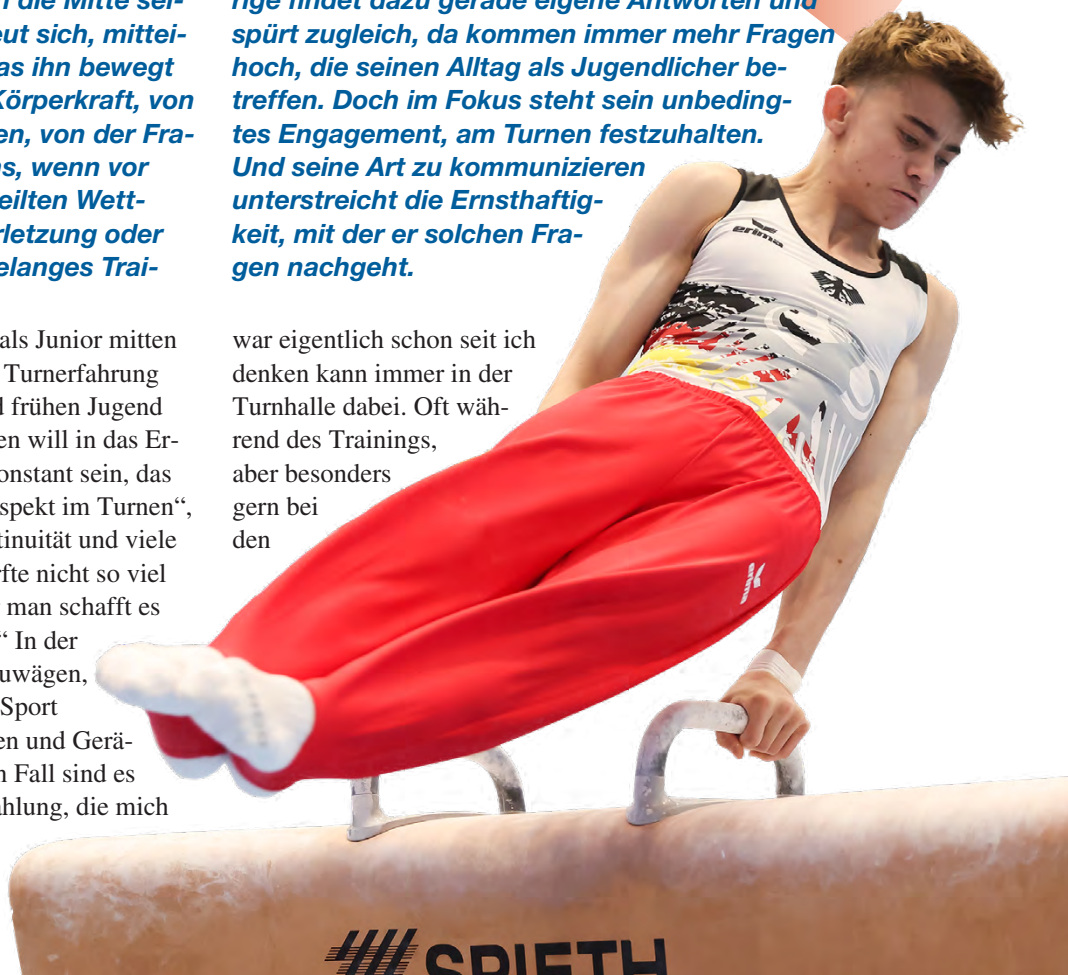 die Mitte sei-
eut sich, mittei-
as ihn bewegt
Körperkraft, von
en, von der Fra-
s, wenn vor
eilten Wett-
rletzung oder
elanges Trai-
als Junior mitten
Turnerfahrung
d frühen Jugend
en will in das Er-
onstant sein, das
spekt im Turnen“,
tinuität und viele
rfte nicht so viel
man schafft es
“ In der
uwägen,
Sport
en und Gerä-
n Fall sind es
ahlung, die mich
rige findet dazu gerade eigene Antworten und
spürt zugleich, da kommen immer mehr Fragen
hoch, die seinen Alltag als Jugendlicher be-
treffen. Doch im Fokus steht sein unbeding-
tes Engagement, am Turnen festzuhalten.
Und seine Art zu kommunizieren
unterstreicht die Ernsthaftig-
keit, mit der er solchen Fra-
gen nachgeht.
war eigentlich schon seit ich
denken kann immer in der
Turnhalle dabei. Oft wäh-
rend des Trainings,
aber besonders
gern bei
den
erima
erima
SPIETH